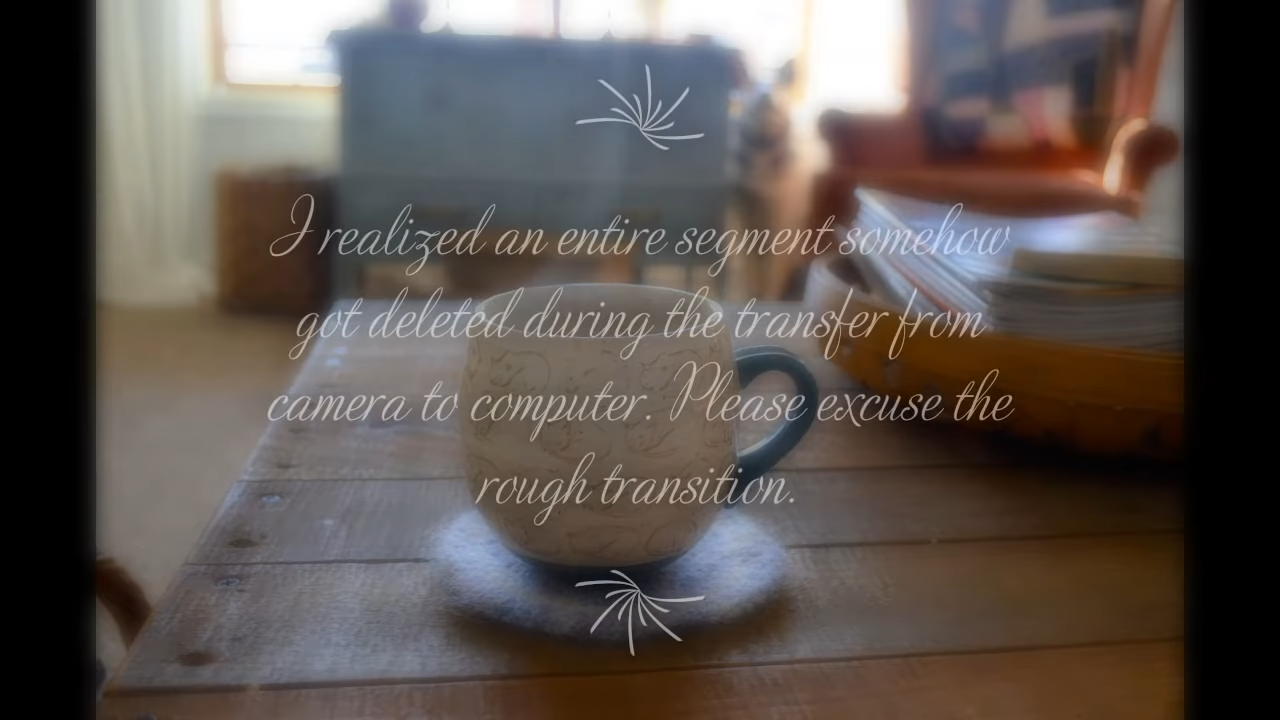 I realized an entire segment somehow
got deleted during the transfer from
camera to computer. Please excuse the
rough transition.